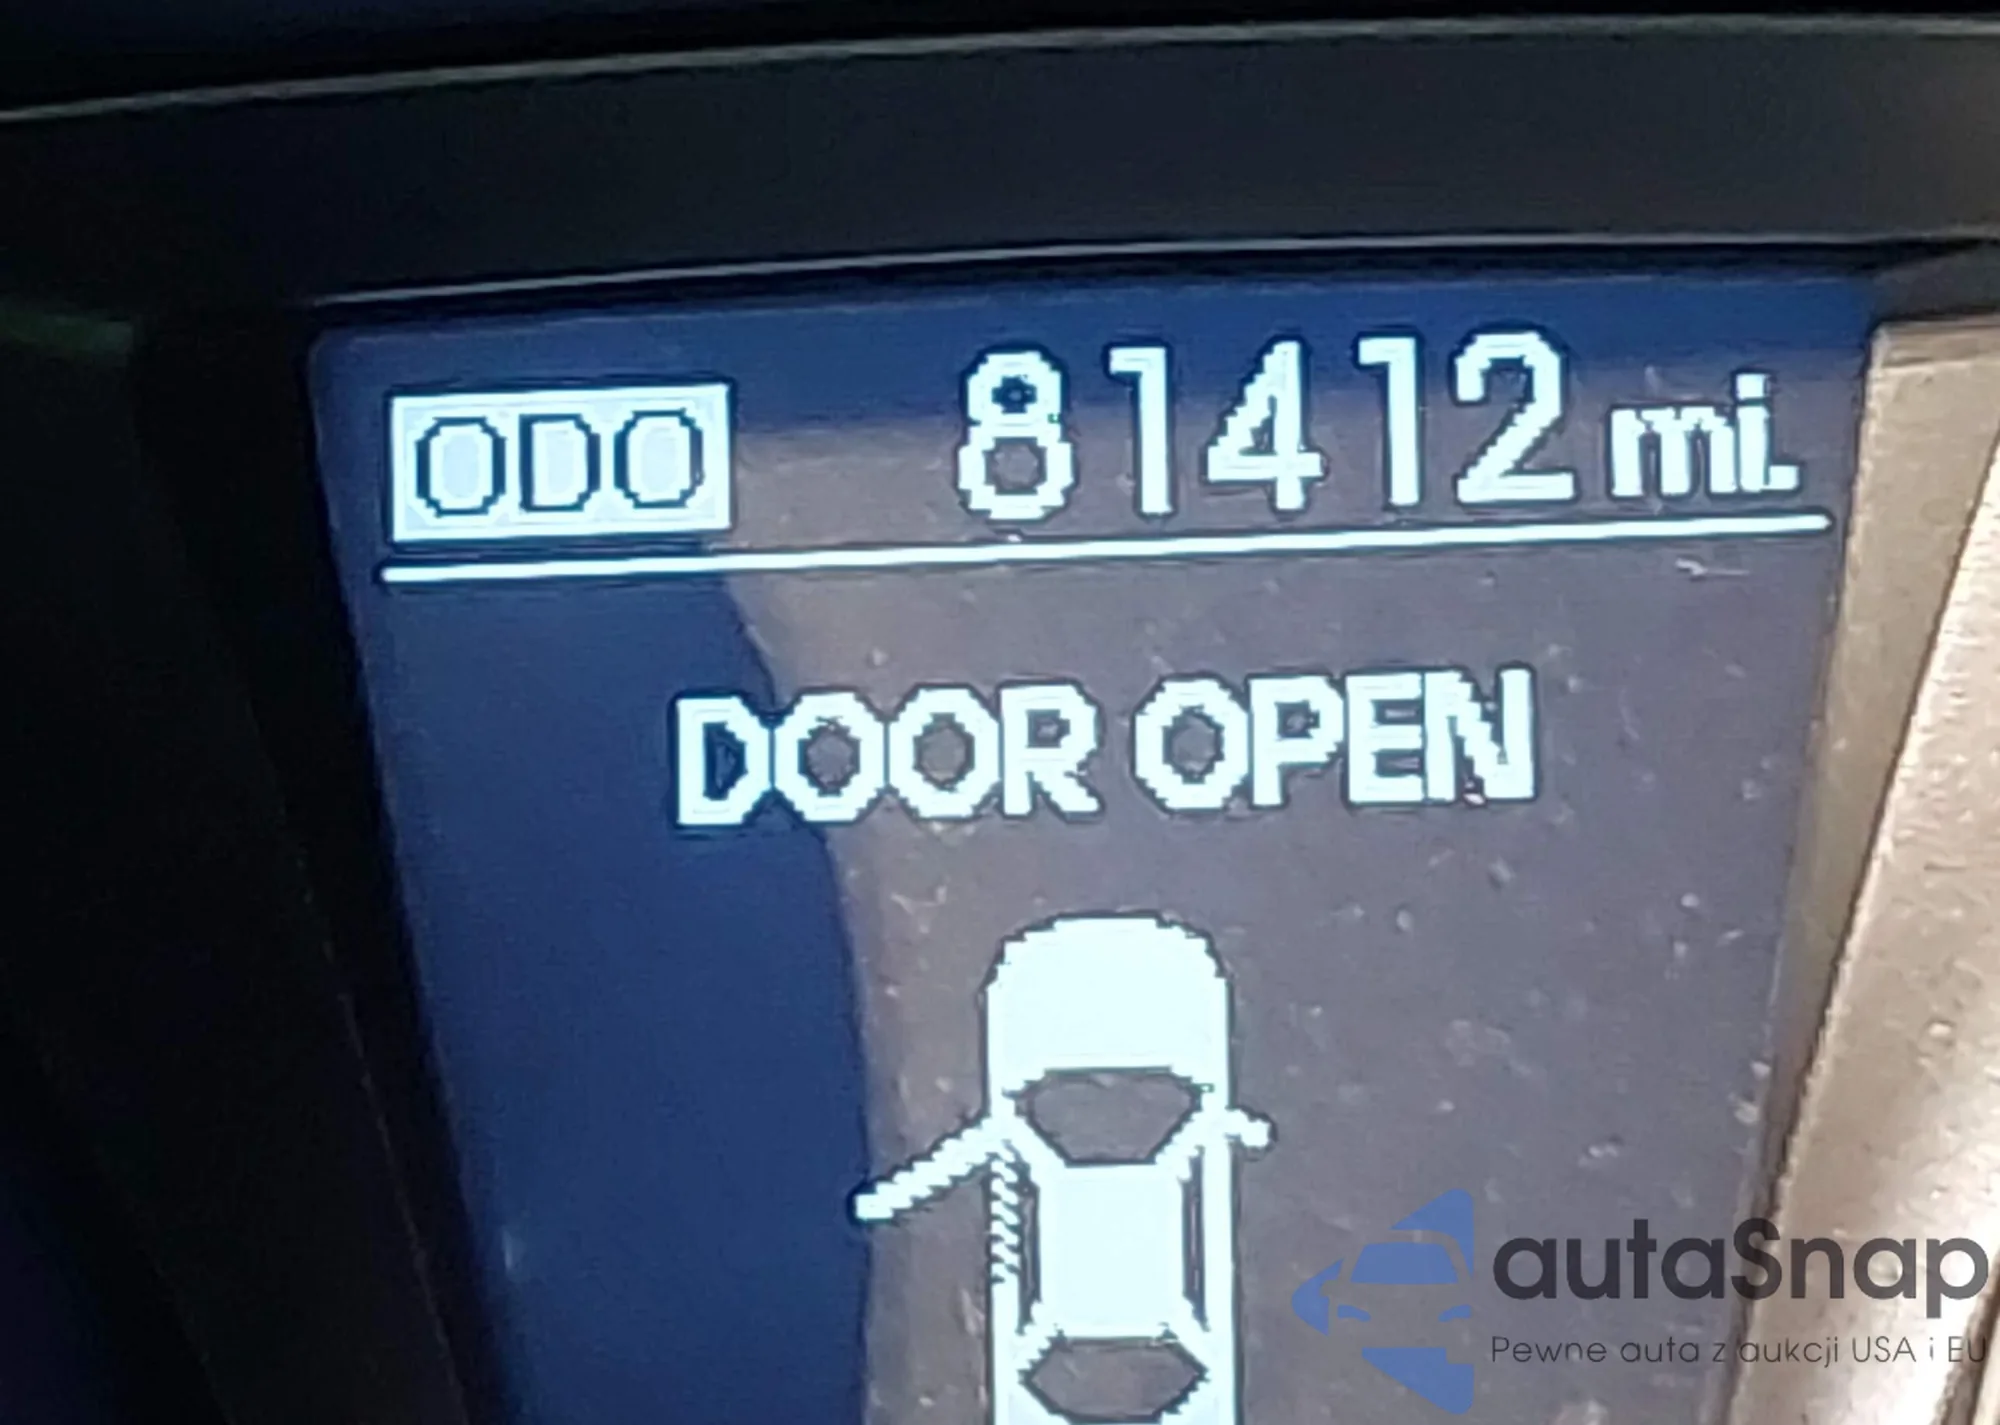 ODO 81412 mi.
DOOR OPEN
autaSnap
Pewne auta z aukcji USA i EU